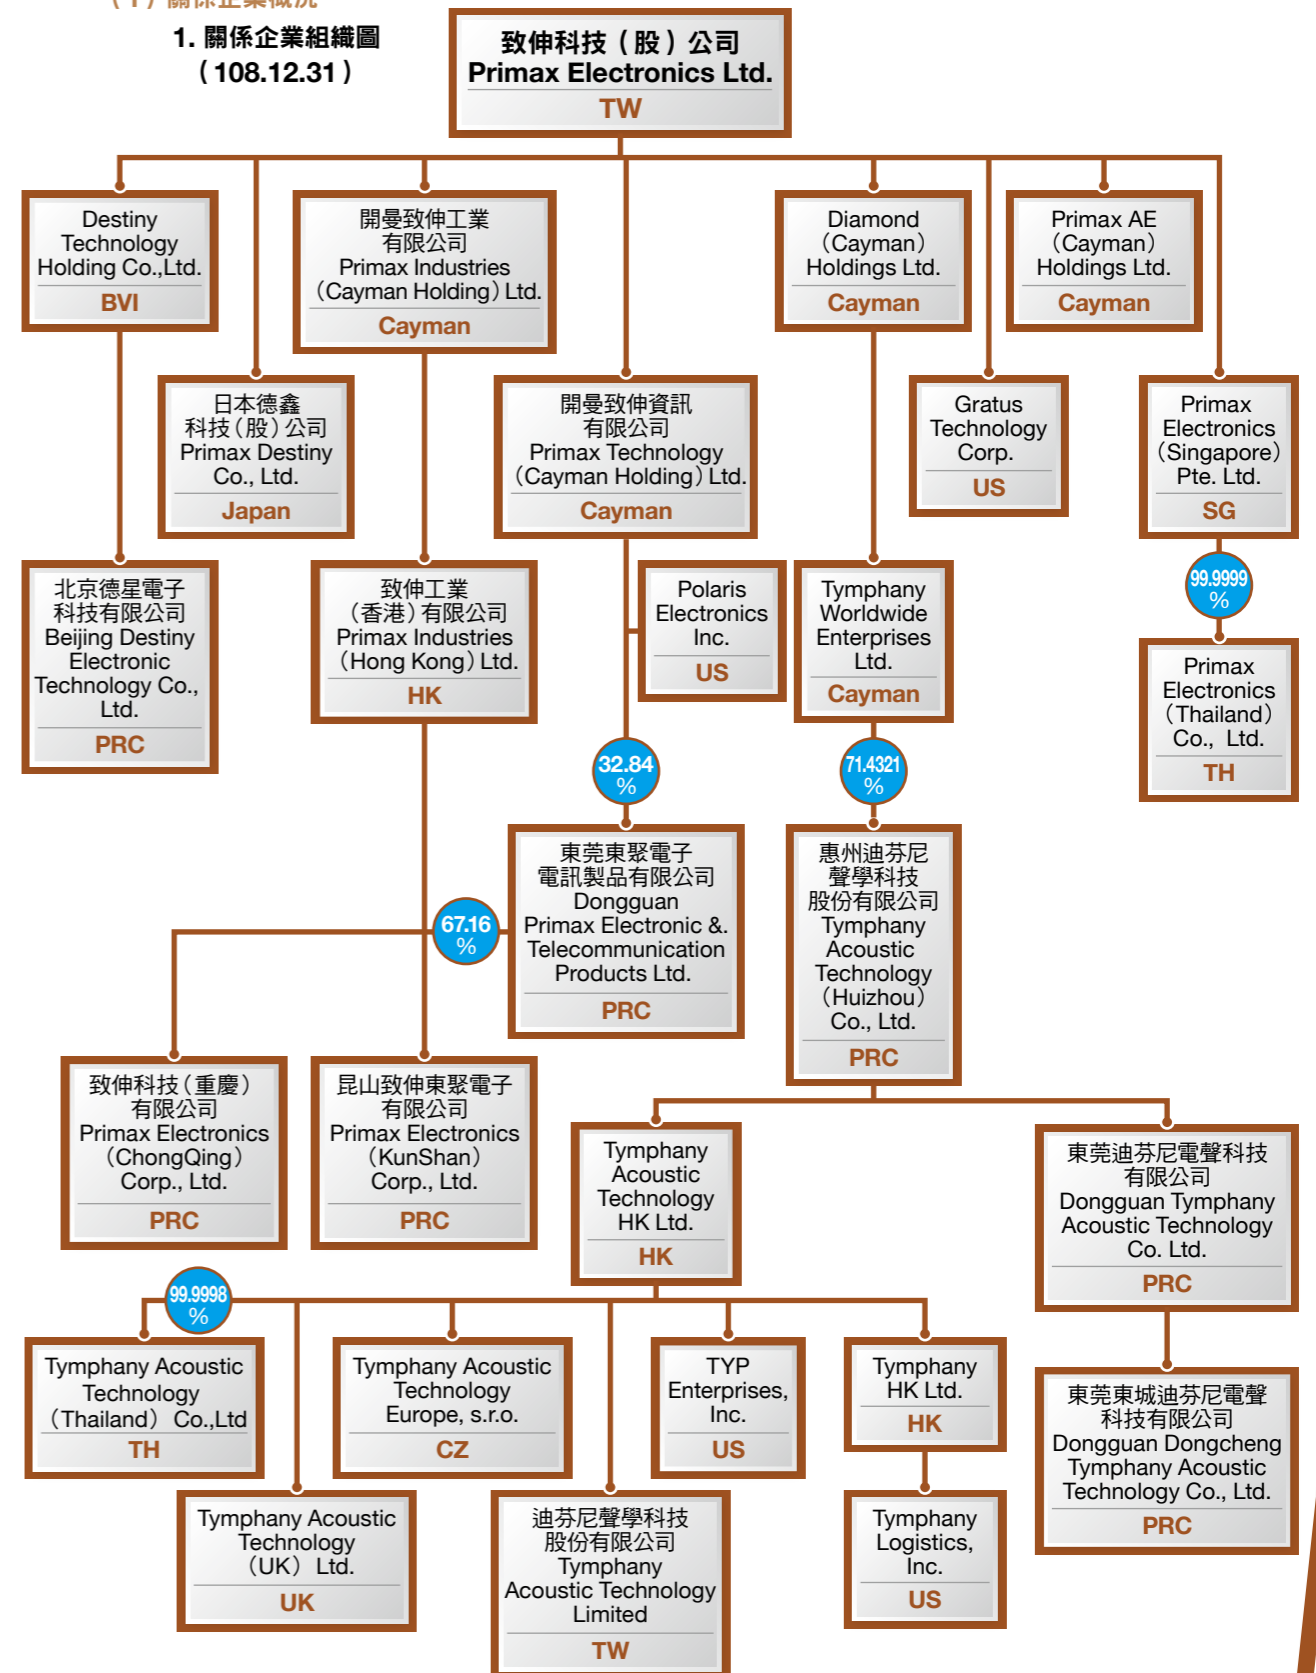 (1) 關係企業概況
1. 關係企業組織圖
(108.12.31)
致伸科技(股)公司
Primax Electronics Ltd.
TW
Destiny
Technology
Holding Co.,Ltd.
BVI
開曼致伸工業
有限公司
Primax Industries
(Cayman Holding) Ltd.
Cayman
Diamond
(Cayman)
Holdings Ltd.
Cayman
Primax AE
(Cayman)
Holdings Ltd.
Cayman
日本德鑫
科技(股)公司
Primax Destiny
Co., Ltd.
Japan
開曼致伸資訊
有限公司
Primax Technology
(Cayman Holding) Ltd.
Cayman
Gratus
Technology
Corp.
US
Primax
Electronics
(Singapore)
Pte. Ltd.
SG
北京德星電子
科技有限公司
Beijing Destiny
Electronic
Technology Co.,
Ltd.
PRC
致伸工業
(香港)有限公司
Primax Industries
(Hong Kong) Ltd.
HK
Polaris
Electronics
Inc.
US
Tymphany
Worldwide
Enterprises
Ltd.
Cayman
99.9999
%
Primax
Electronics
(Thailand)
Co., Ltd.
TH
32.84
%
71.4321
%
東莞東聚電子
電訊製品有限公司
Dongguan
Primax Electronic &.
Telecommunication
Products Ltd.
PRC
67.16
%
惠州迪芬尼
聲學科技
股份有限公司
Tymphany
Acoustic
Technology
(Huizhou)
Co., Ltd.
PRC
致伸科技(重慶)
有限公司
Primax Electronics
(ChongQing)
Corp., Ltd.
PRC
昆山致伸東聚電子
有限公司
Primax Electronics
(KunShan)
Corp., Ltd.
PRC
Tymphany
Acoustic
Technology
HK Ltd.
HK
東莞迪芬尼電聲科技
有限公司
Dongguan Tymphany
Acoustic Technology
Co. Ltd.
PRC
99.9998
%
Tymphany Acoustic
Technology
(Thailand) Co.,Ltd
TH
Tymphany Acoustic
Technology
Europe, s.r.o.
CZ
TYP
Enterprises,
Inc.
US
Tymphany
HK Ltd.
HK
東莞東城迪芬尼電聲
科技有限公司
Dongguan Dongcheng
Tymphany Acoustic
Technology Co., Ltd.
PRC
Tymphany Acoustic
Technology
(UK) Ltd.
UK
迪芬尼聲學科技
股份有限公司
Tymphany
Acoustic Technology
Limited
TW
Tymphany
Logistics,
Inc.
US